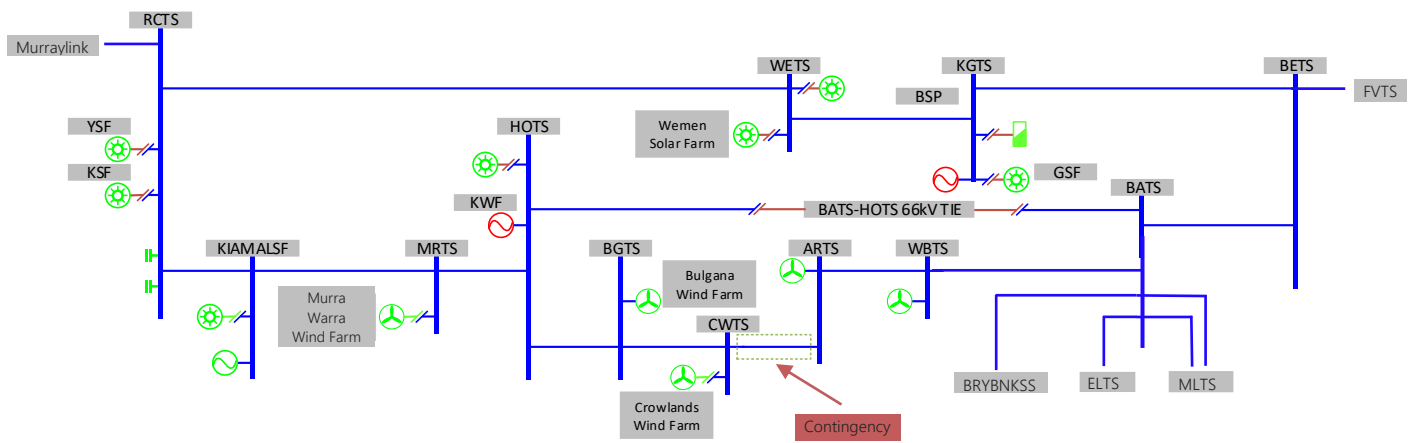 RCTS
Murraylink
WETS
KGTS
BETS
BSP
FVTS
YSF
HOTS
Wemen
Solar Farm
KSF
GSF
BATS
KWF
BATS-HOTS 66kV TIE
KIAMALSF
MRTS
BGTS
ARTS
WBTS
Bulgana
Wind Farm
Murra
Warra
Wind Farm
CWTS
BRYBNKSS
ELTS
MLTS
Crowlands
Wind Farm
Contingency